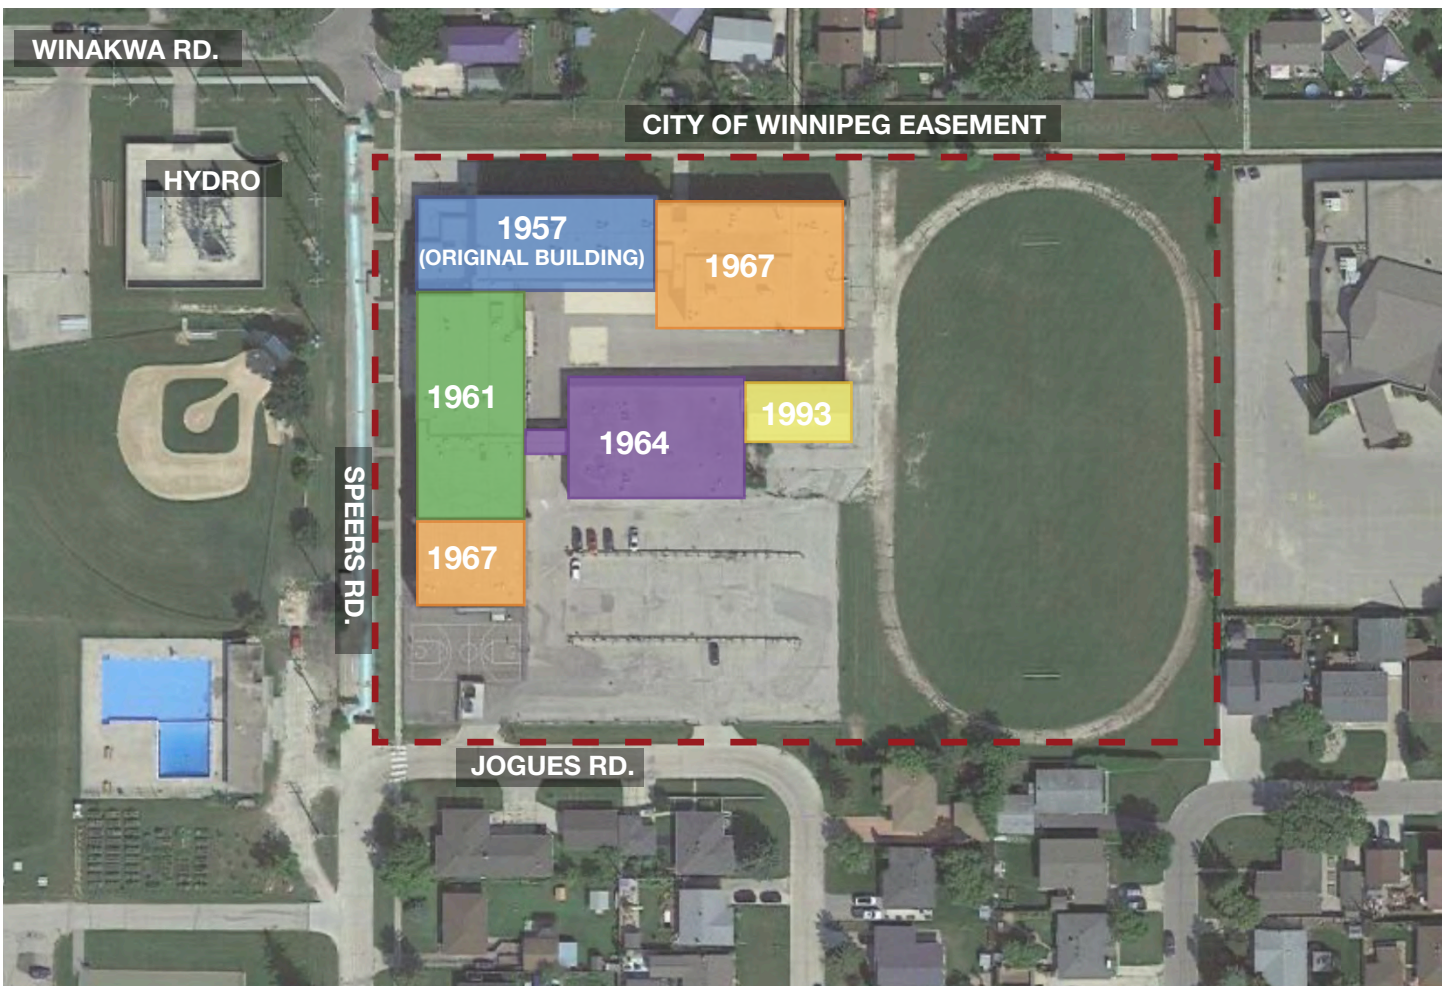 WINAKWA RD.
CITY OF WINNIPEG EASEMENT
HYDRO
1957
(ORIGINAL BUILDING)
1967
1961
1993
1964
SPEERS RD.
1967
JOGUES RD.